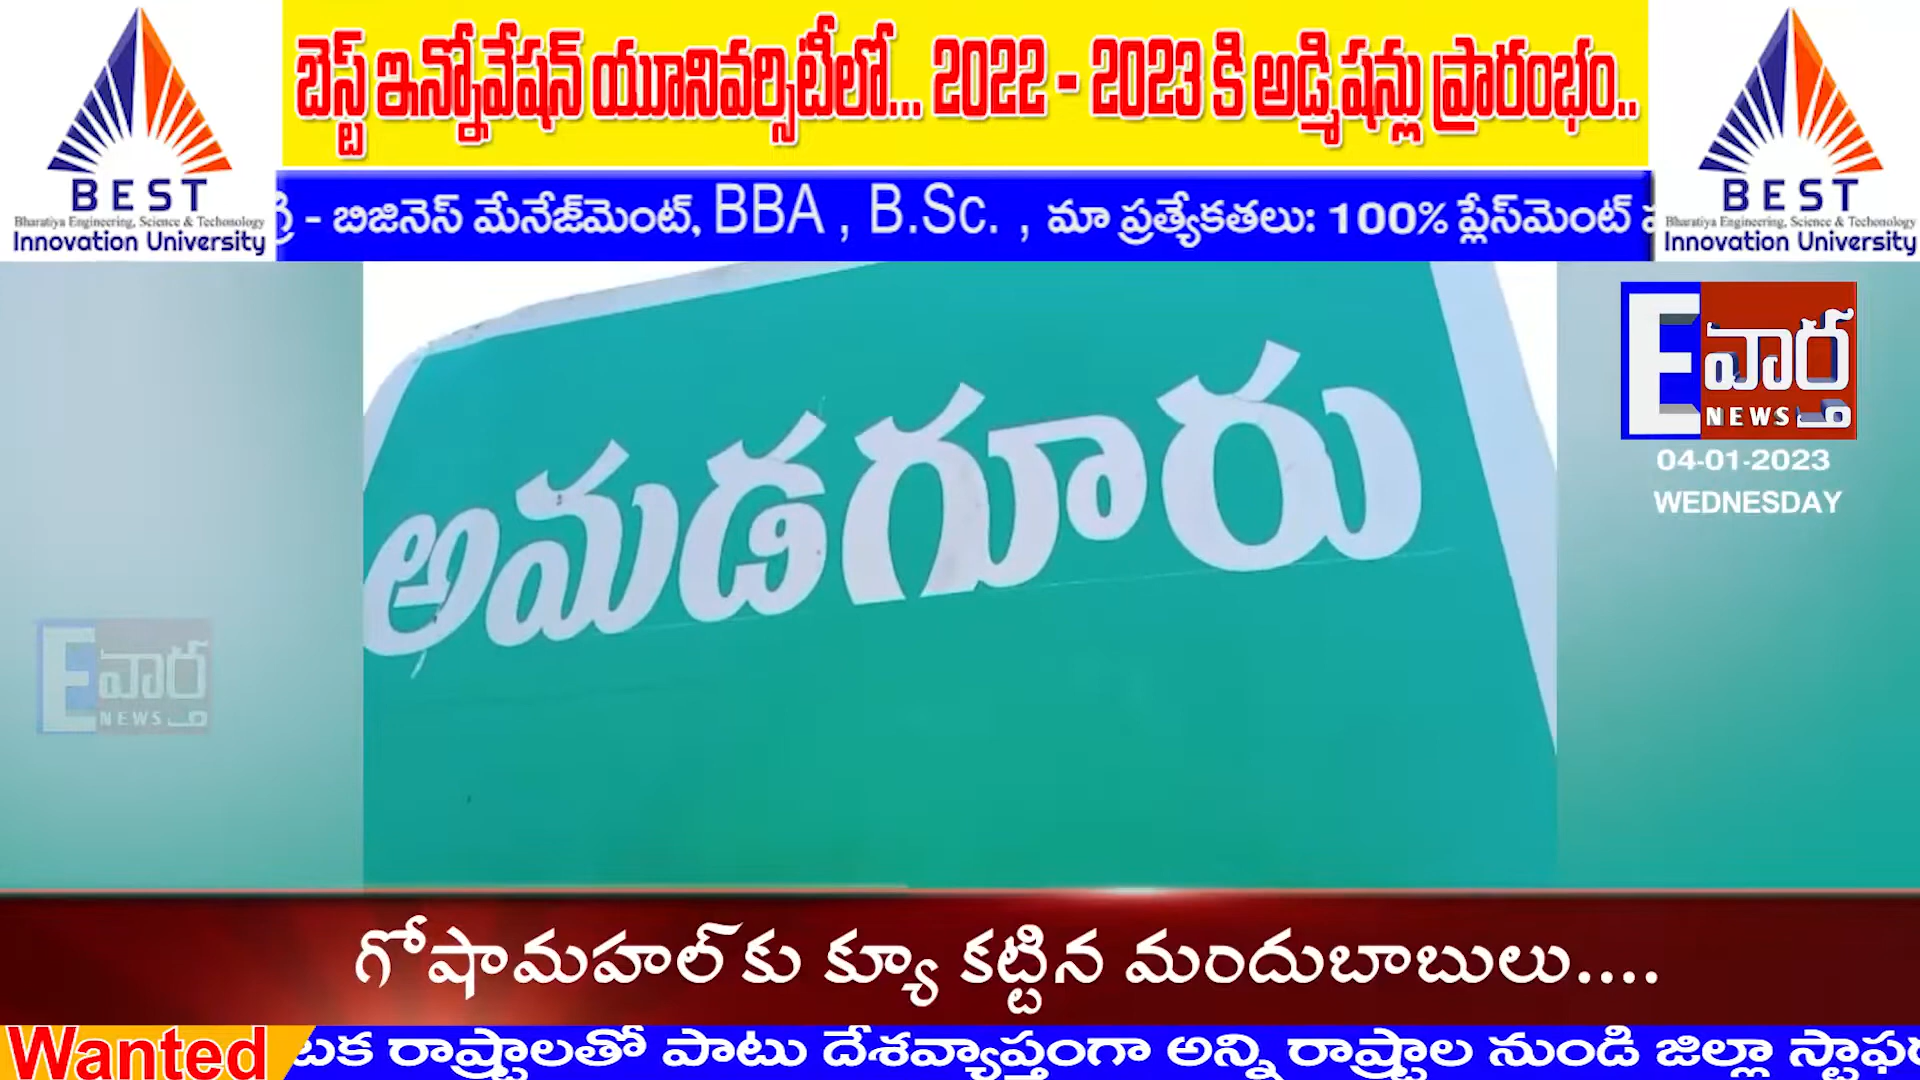 బెస్ట్ ఇన్నోవేషన్ యూనివర్సిటీలో... 2022 - 2023 కి అడ్మిషన్లు ప్రారంభం..
BEST
Bharatiya Engineering, Science & Technology
Innovation University
BEST
Bharatiya Engineering, Science & Technology
Innovation University
- బిజినెస్ మేనేజ్‌మెంట్, BBA , B.Sc. , మా ప్రత్యేకతలు: 100% ప్లేస్‌మెంట్
E వార్త
NEWS
04-01-2023
WEDNESDAY
అమడగూరు
E వార్త
NEWS
గోషామహల్‌కు క్యూ కట్టిన మందుబాబులు....
Wanted
రాష్ట్రాలతో పాటు దేశవ్యాప్తంగా అన్ని రాష్ట్రాల నుండి జిల్లా